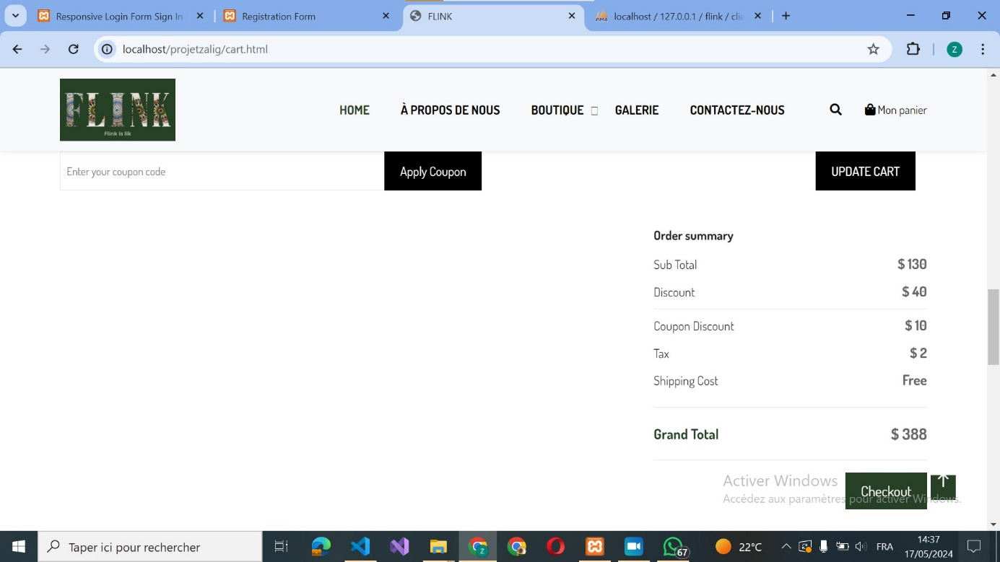 Responsive Login Form Sign In
Registration Form
FLINK
PMA
localhost / 127.0.0.1 / flink / clie
localhost/projetzalig/cart.html
Z
FLINK
Flink is lik
HOME
À PROPOS DE NOUS
BOUTIQUE
GALERIE
CONTACTEZ-NOUS
Mon panier
Enter your coupon code
Apply Coupon
UPDATE CART
Order summary
Sub Total $ 130
Discount $ 40
Coupon Discount $ 10
Tax $ 2
Shipping Cost Free
Grand Total $ 388
Activer Windows
Accédez aux paramètres pour activer Windows.
Checkout
Taper ici pour rechercher
Z
67
22°C
FRA
14:37
17/05/2024